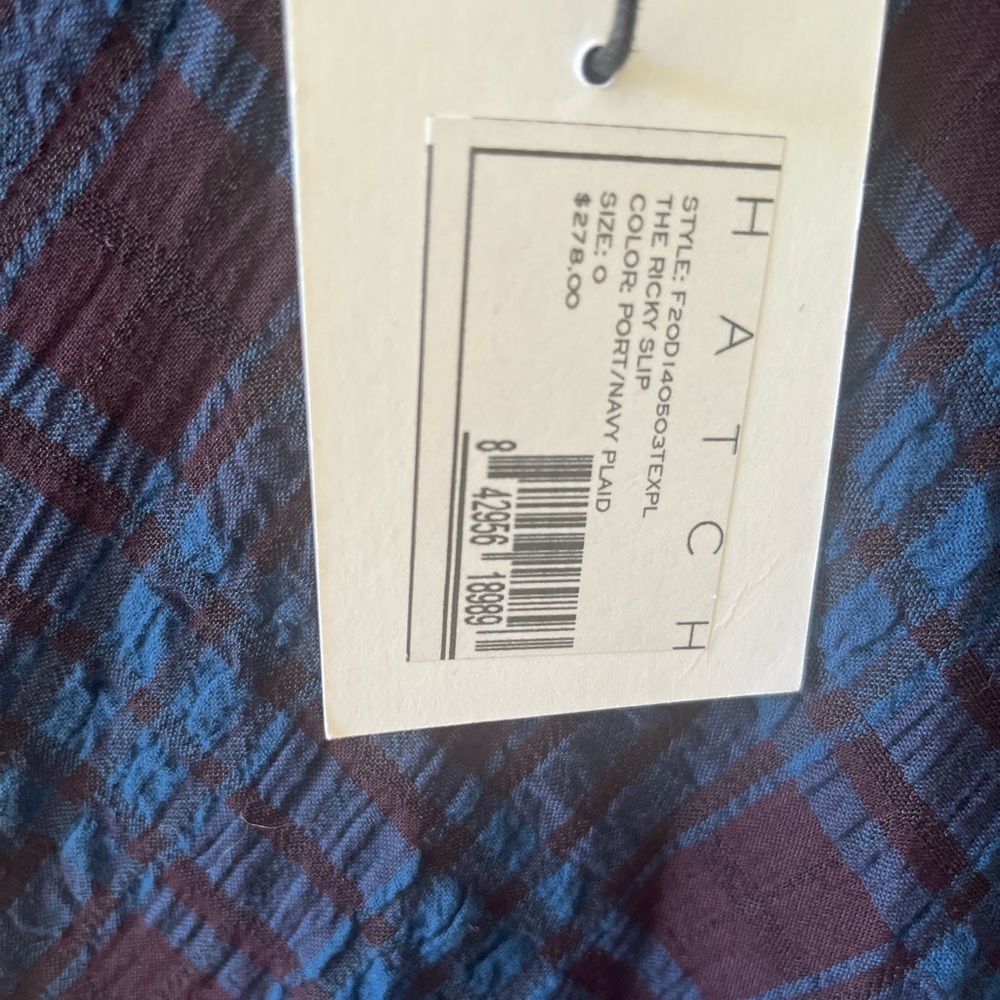 HATCH
STYLE: F20D140503TEXPL
THE RICKY SLIP
COLOR: PORT/NAVY PLAID
SIZE: 0
$278.00
8 42956 18989